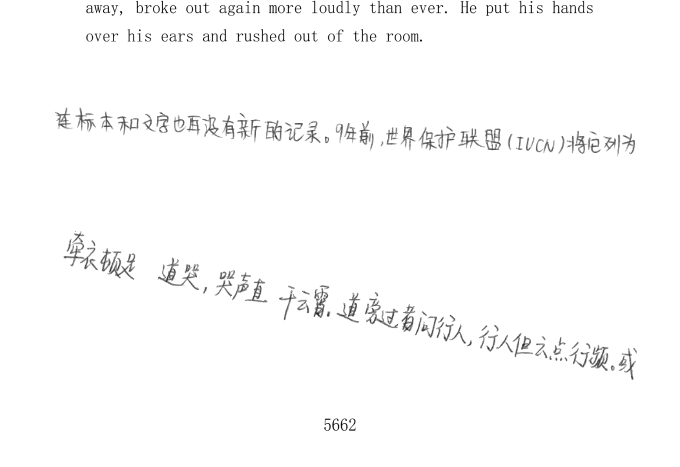 away, broke out again more loudly than ever. He put his hands
over his ears and rushed out of the room.
连标本和文字也再没有新的记录。9年前,世界保护联盟(IUCN)将它列为
牵衣顿足 道哭,哭声直 干云霄。道旁过者问行人,行人但云点行频。或
5662